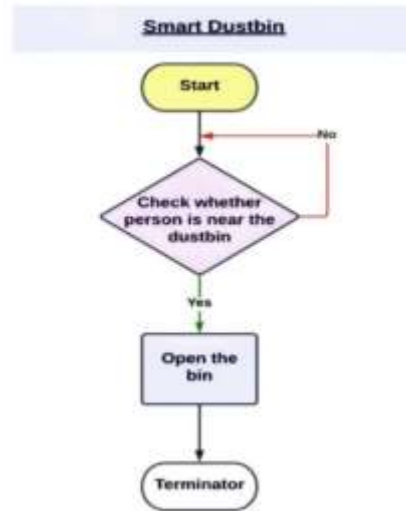 Smart Dustbin
Start
No
Check whether
person is near the
dustbin
Yes
Open the
bin
Terminator